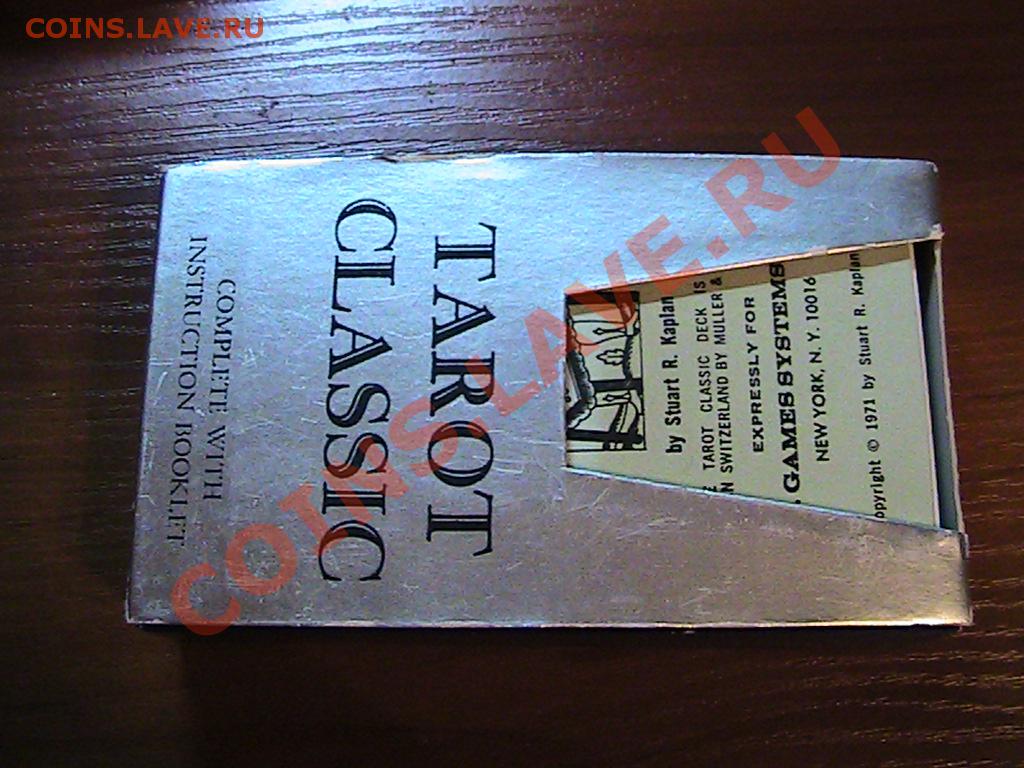 COINS.LAVE.RU
COINS.LAVE.RU
TAROT
CLASSIC
COMPLETE WITH
INSTRUCTION BOOKLET
by Stuart R. Kaplan
TAROT CLASSIC DECK IS
SWITZERLAND BY MULLER &
EXPRESSLY FOR
GAMES SYSTEMS
NEW YORK, N. Y. 10016
opyright © 1971 by Stuart R. Kaplan